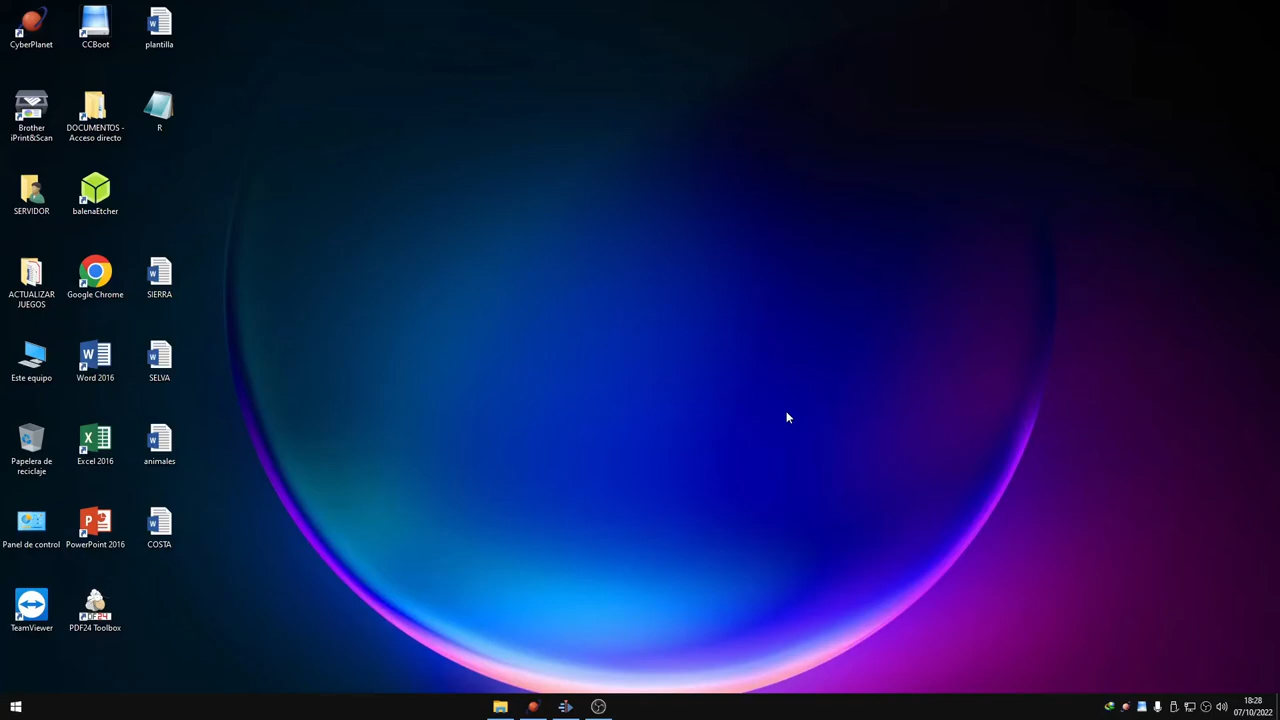 CyberPlanet
CCBoot
plantilla
Brother
iPrint&Scan
DOCUMENTOS -
Acceso directo
R
SERVIDOR
balenaEtcher
ACTUALIZAR
JUEGOS
Google Chrome
SIERRA
Este equipo
Word 2016
SELVA
Papelera de
reciclaje
Excel 2016
animales
Panel de control
PowerPoint 2016
COSTA
TeamViewer
PDF24 Toolbox
18:28
07/10/2022